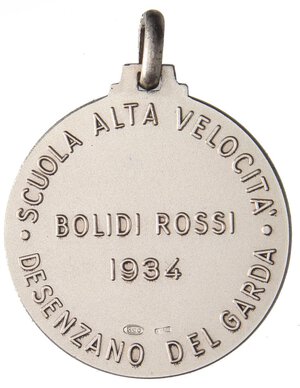 SCUOLA ALTA VELOCITA'
BOLIDI ROSSI
1934
DESENZANO DEL GARDA